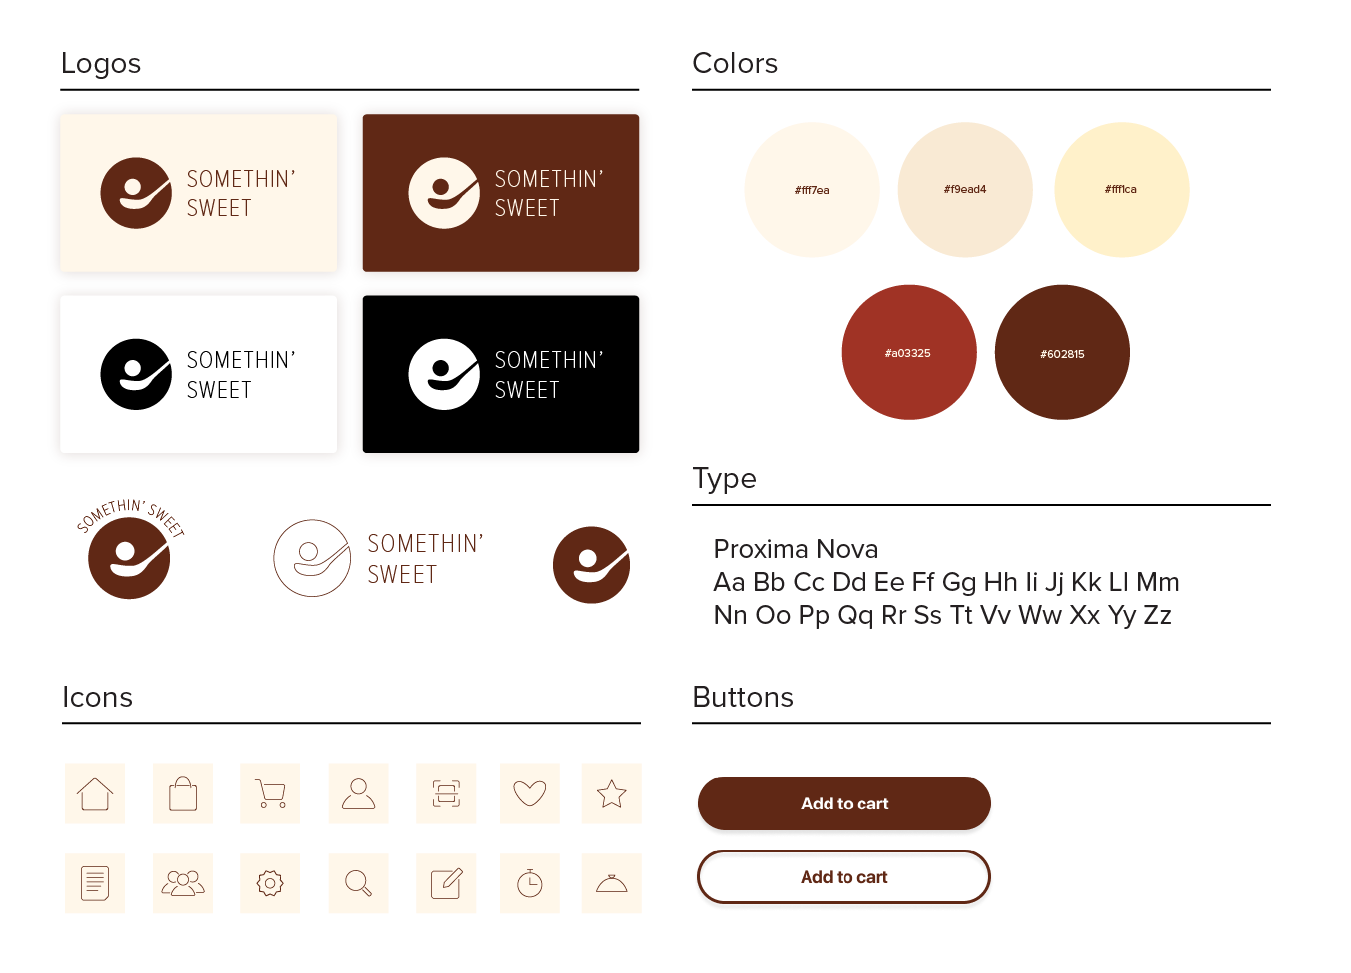 Logos
SOMETHIN’
SWEET
SOMETHIN’
SWEET
SOMETHIN’
SWEET
SOMETHIN’
SWEET
SOMETHIN’ SWEET
SOMETHIN’
SWEET
Icons
Colors
#fff7ea
#f9ead4
#fff1ca
#a03325
#602815
Type
Proxima Nova
Aa Bb Cc Dd Ee Ff Gg Hh Ii Jj Kk Ll Mm
Nn Oo Pp Qq Rr Ss Tt Vv Ww Xx Yy Zz
Buttons
Add to cart
Add to cart